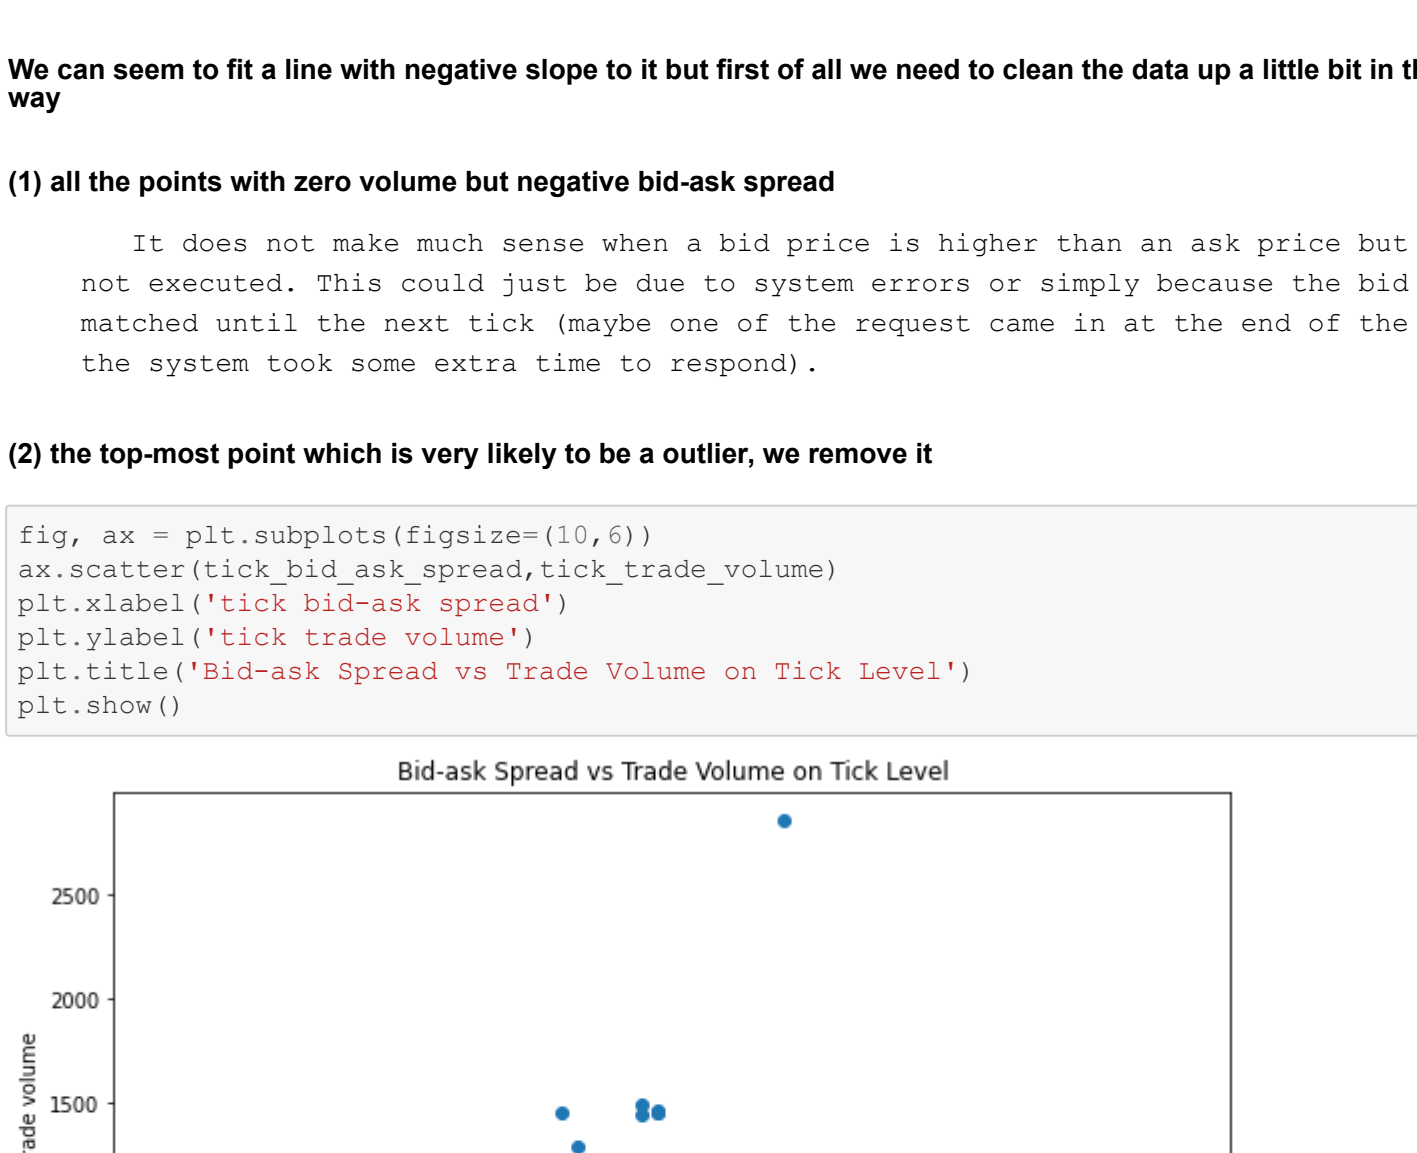 We can seem to fit a line with negative slope to it but first of all we need to clean the data up a little bit in
way
(1) all the points with zero volume but negative bid-ask spread
It does not make much sense when a bid price is higher than an ask price but
not executed. This could just be due to system errors or simply because the bid
matched until the next tick (maybe one of the request came in at the end of the
the system took some extra time to respond).
(2) the top-most point which is very likely to be a outlier, we remove it
fig, ax = plt.subplots(figsize=(10,6))
ax.scatter(tick_bid_ask_spread,tick_trade_volume)
plt.xlabel('tick bid-ask spread')
plt.ylabel('tick trade volume')
plt.title('Bid-ask Spread vs Trade Volume on Tick Level')
plt.show()
Bid-ask Spread vs Trade Volume on Tick Level
2500
2000
1500
volume